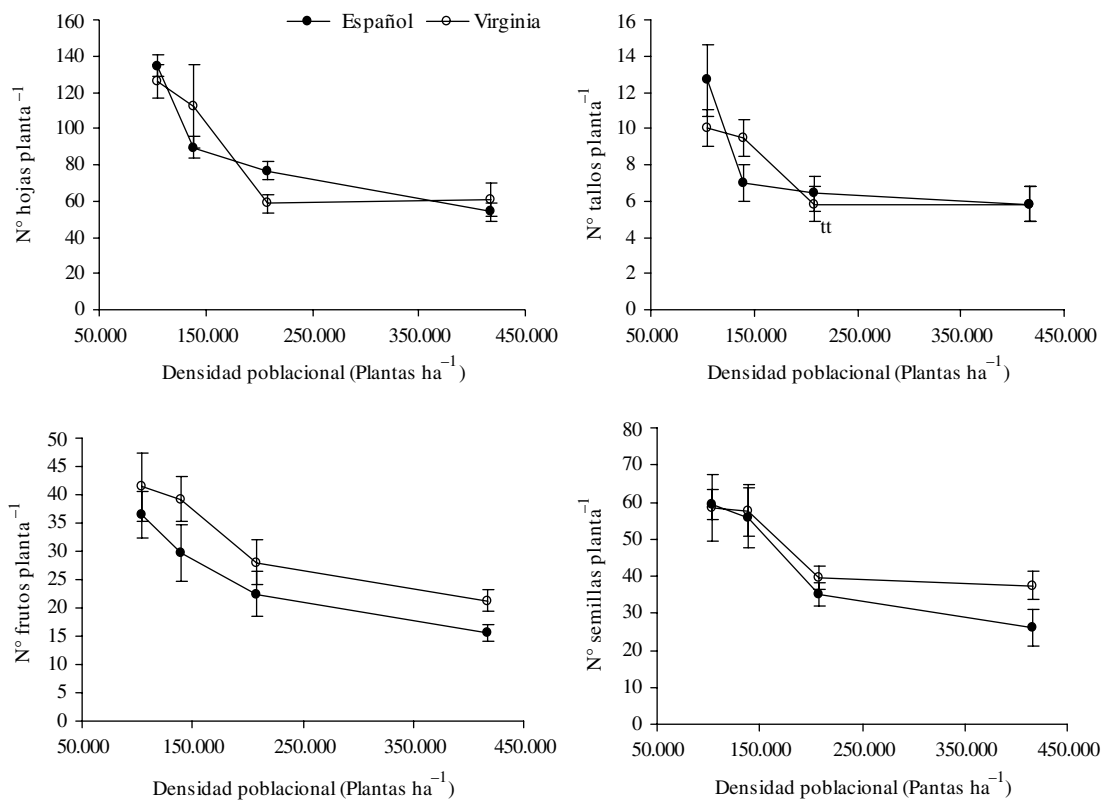 Español Virginia
160
140
120
100
80
60
40
20
0
N° hojas planta⁻¹
50.000 150.000 250.000 350.000 450.000
Densidad poblacional (Plantas ha⁻¹)
16
14
12
10
8
6
4
2
0
N° tallos planta⁻¹
tt
50.000 150.000 250.000 350.000 450.000
Densidad poblacional (Plantas ha⁻¹)
50
45
40
35
30
25
20
15
10
5
0
N° frutos planta⁻¹
50.000 150.000 250.000 350.000 450.000
Densidad poblacional (Plantas ha⁻¹)
80
70
60
50
40
30
20
10
0
N° semillas planta⁻¹
50.000 150.000 250.000 350.000 450.000
Densidad poblacional (Pantas ha⁻¹)